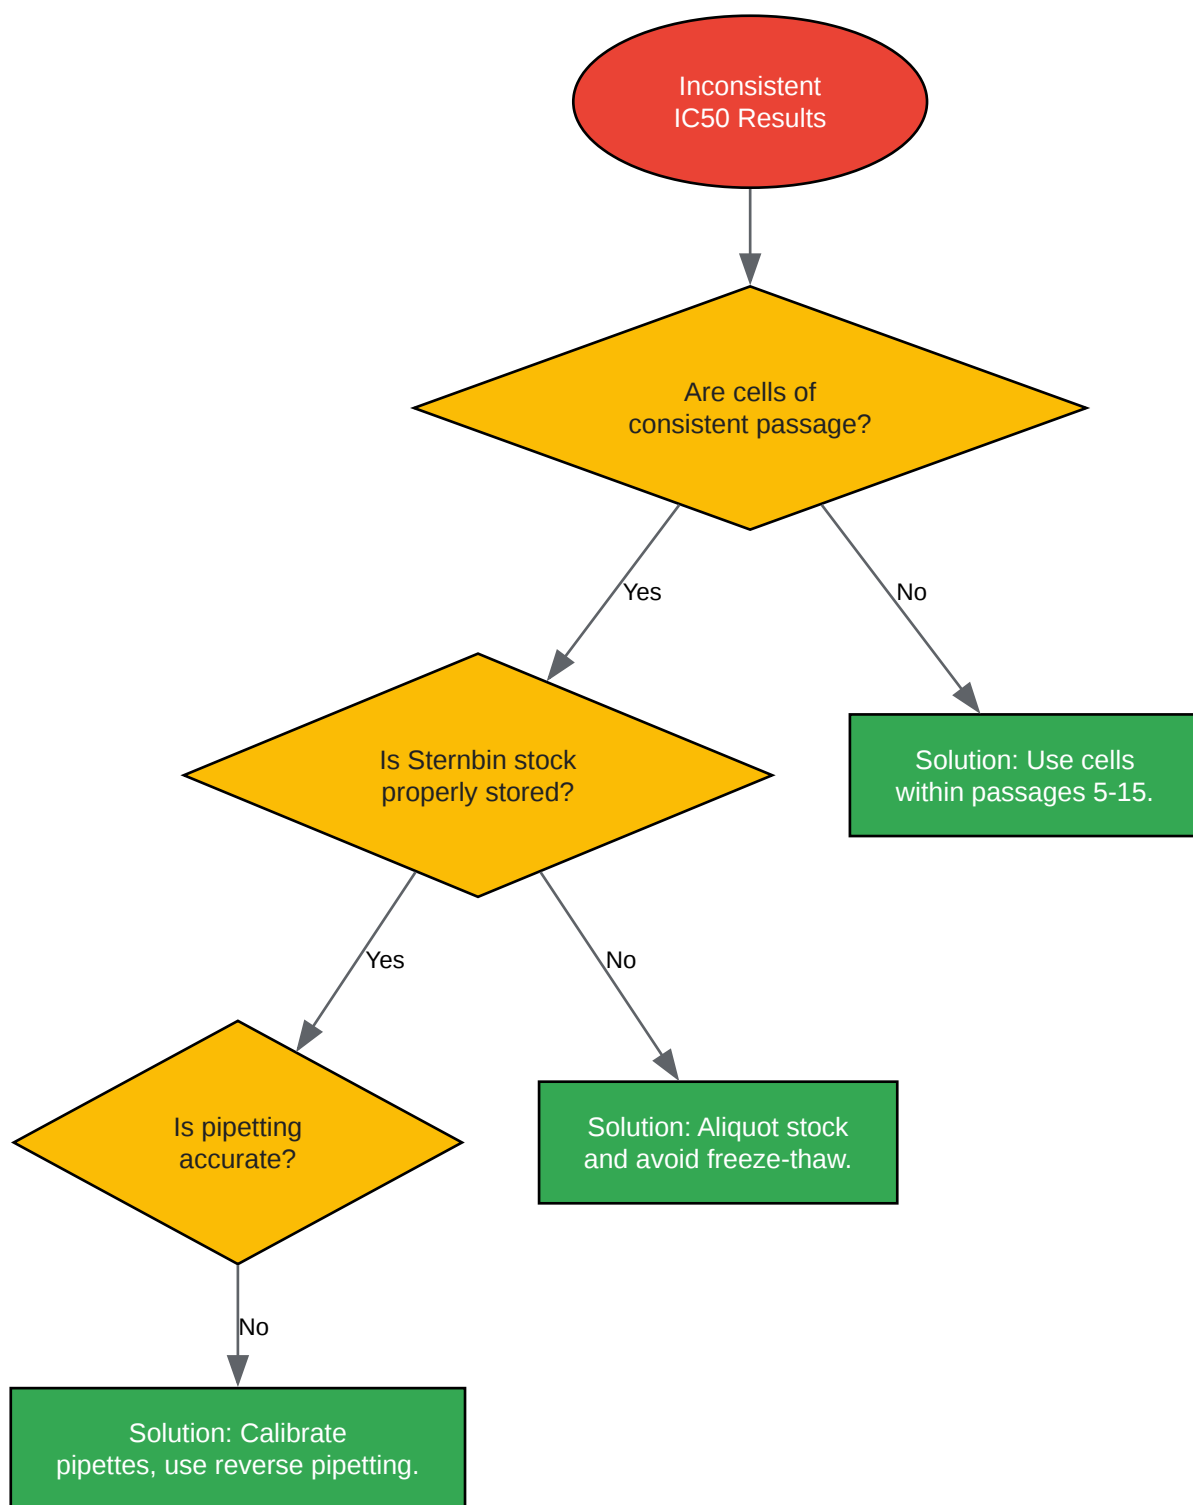 Inconsistent
IC50 Results
Are cells of
consistent passage?
Yes
No
Is Sternbin stock
properly stored?
Solution: Use cells
within passages 5-15.
Yes
No
Is pipetting
accurate?
Solution: Aliquot stock
and avoid freeze-thaw.
No
Solution: Calibrate
pipettes, use reverse pipetting.